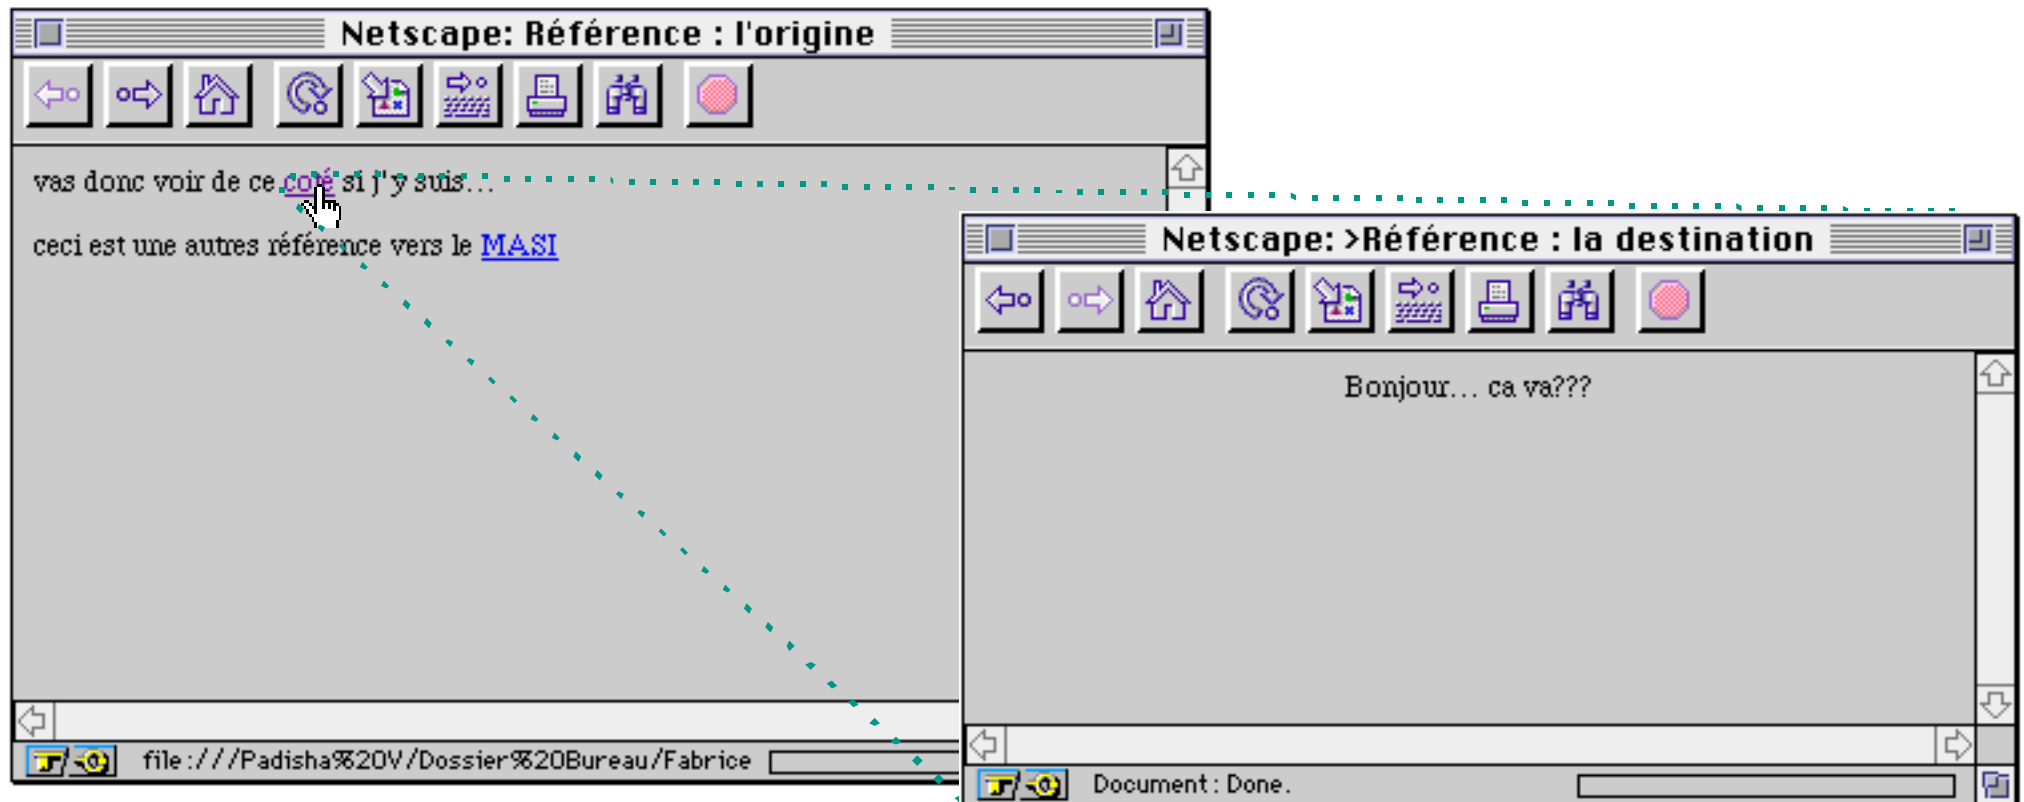 Netscape: Référence : l'origine
vas donc voir de ce coté si j'y suis...
ceci est une autres référence vers le MASI
file:///Padisha%20V/Dossier%20Bureau/Fabrice
Netscape: >Référence : la destination
Bonjour... ca va???
Document: Done.